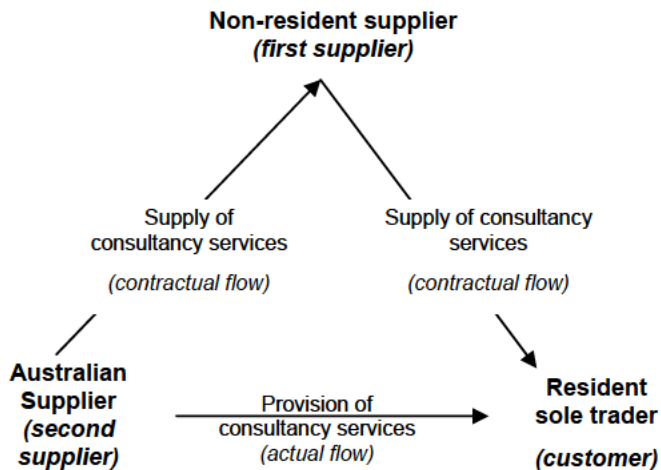 Non-resident supplier
(first supplier)
Supply of
consultancy services
(contractual flow)
Supply of consultancy
services
(contractual flow)
Australian
Supplier
(second
supplier)
Provision of
consultancy services
(actual flow)
Resident
sole trader
(customer)